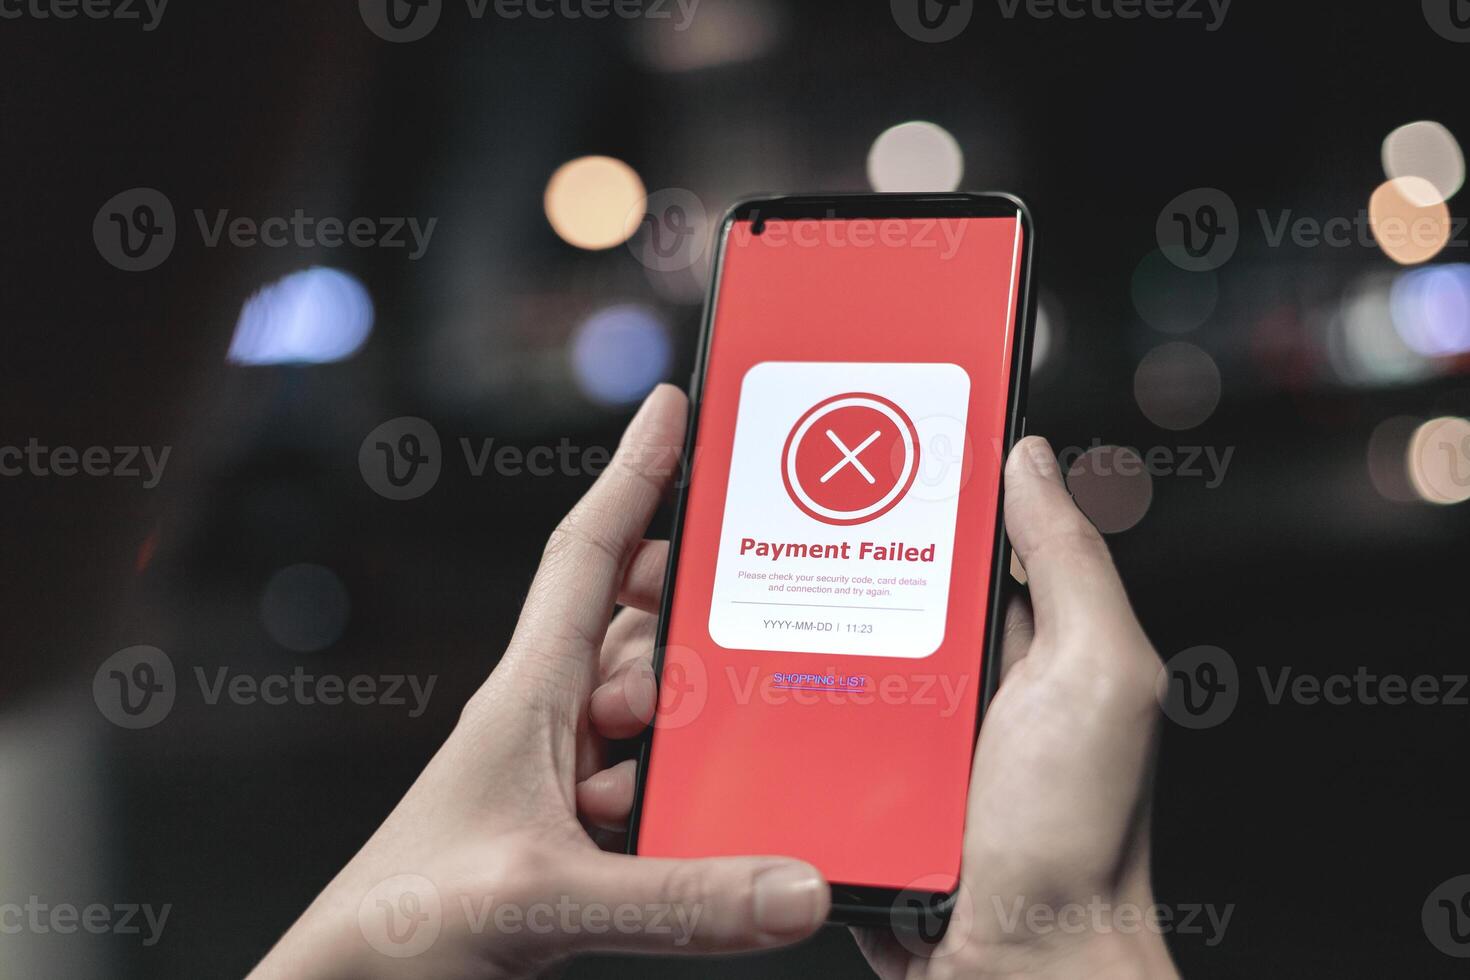 Vecteezy
Vecteezy
Vecteezy
Vecteezy
Vecteezy
Vecteezy
Vecteezy
Vecteezy
Vecteezy
Payment Failed
Please check your security code, card details
and connection and try again.
YYYY-MM-DD | 11:23
SHOPPING LIST
Vecteezy
Vecteezy
Vecteezy
Vecteezy
Vecteezy
Vecteezy